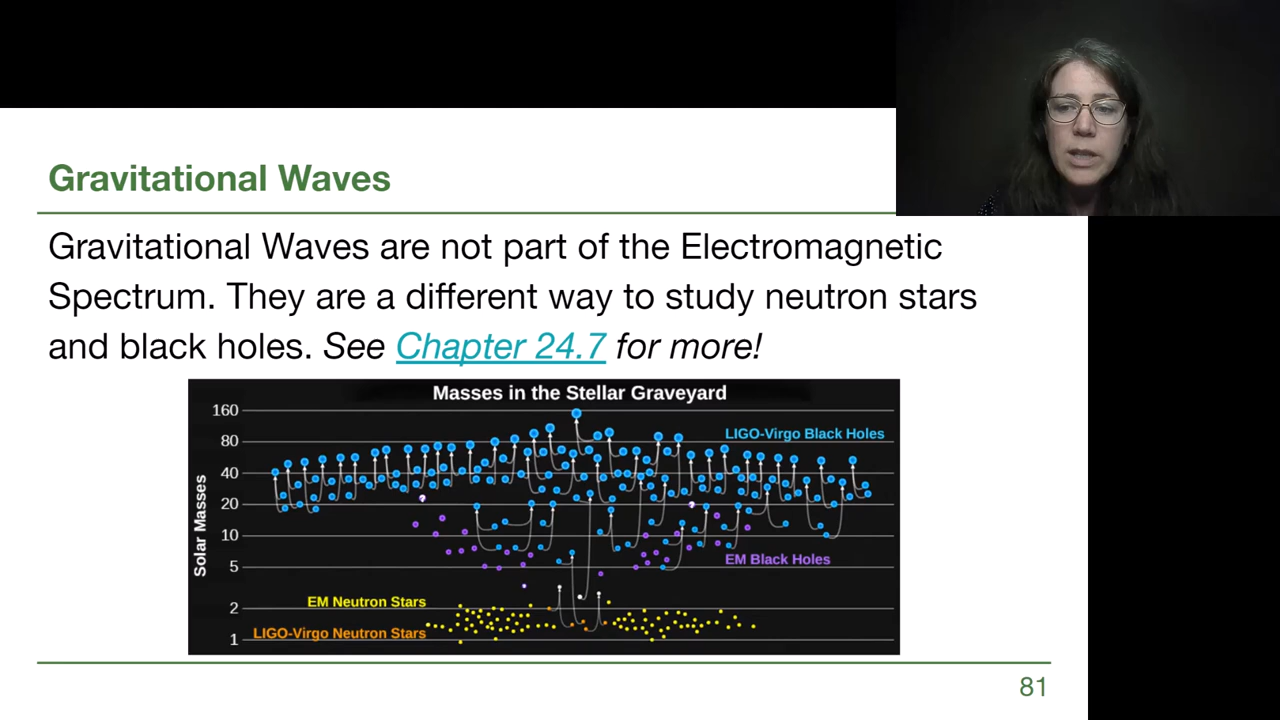 Gravitational Waves
Gravitational Waves are not part of the Electromagnetic
Spectrum. They are a different way to study neutron stars
and black holes. See Chapter 24.7 for more!
Masses in the Stellar Graveyard
160
80
LIGO-Virgo Black Holes
40
20
10
5
EM Black Holes
2
EM Neutron Stars
1
LIGO-Virgo Neutron Stars
Solar Masses
81